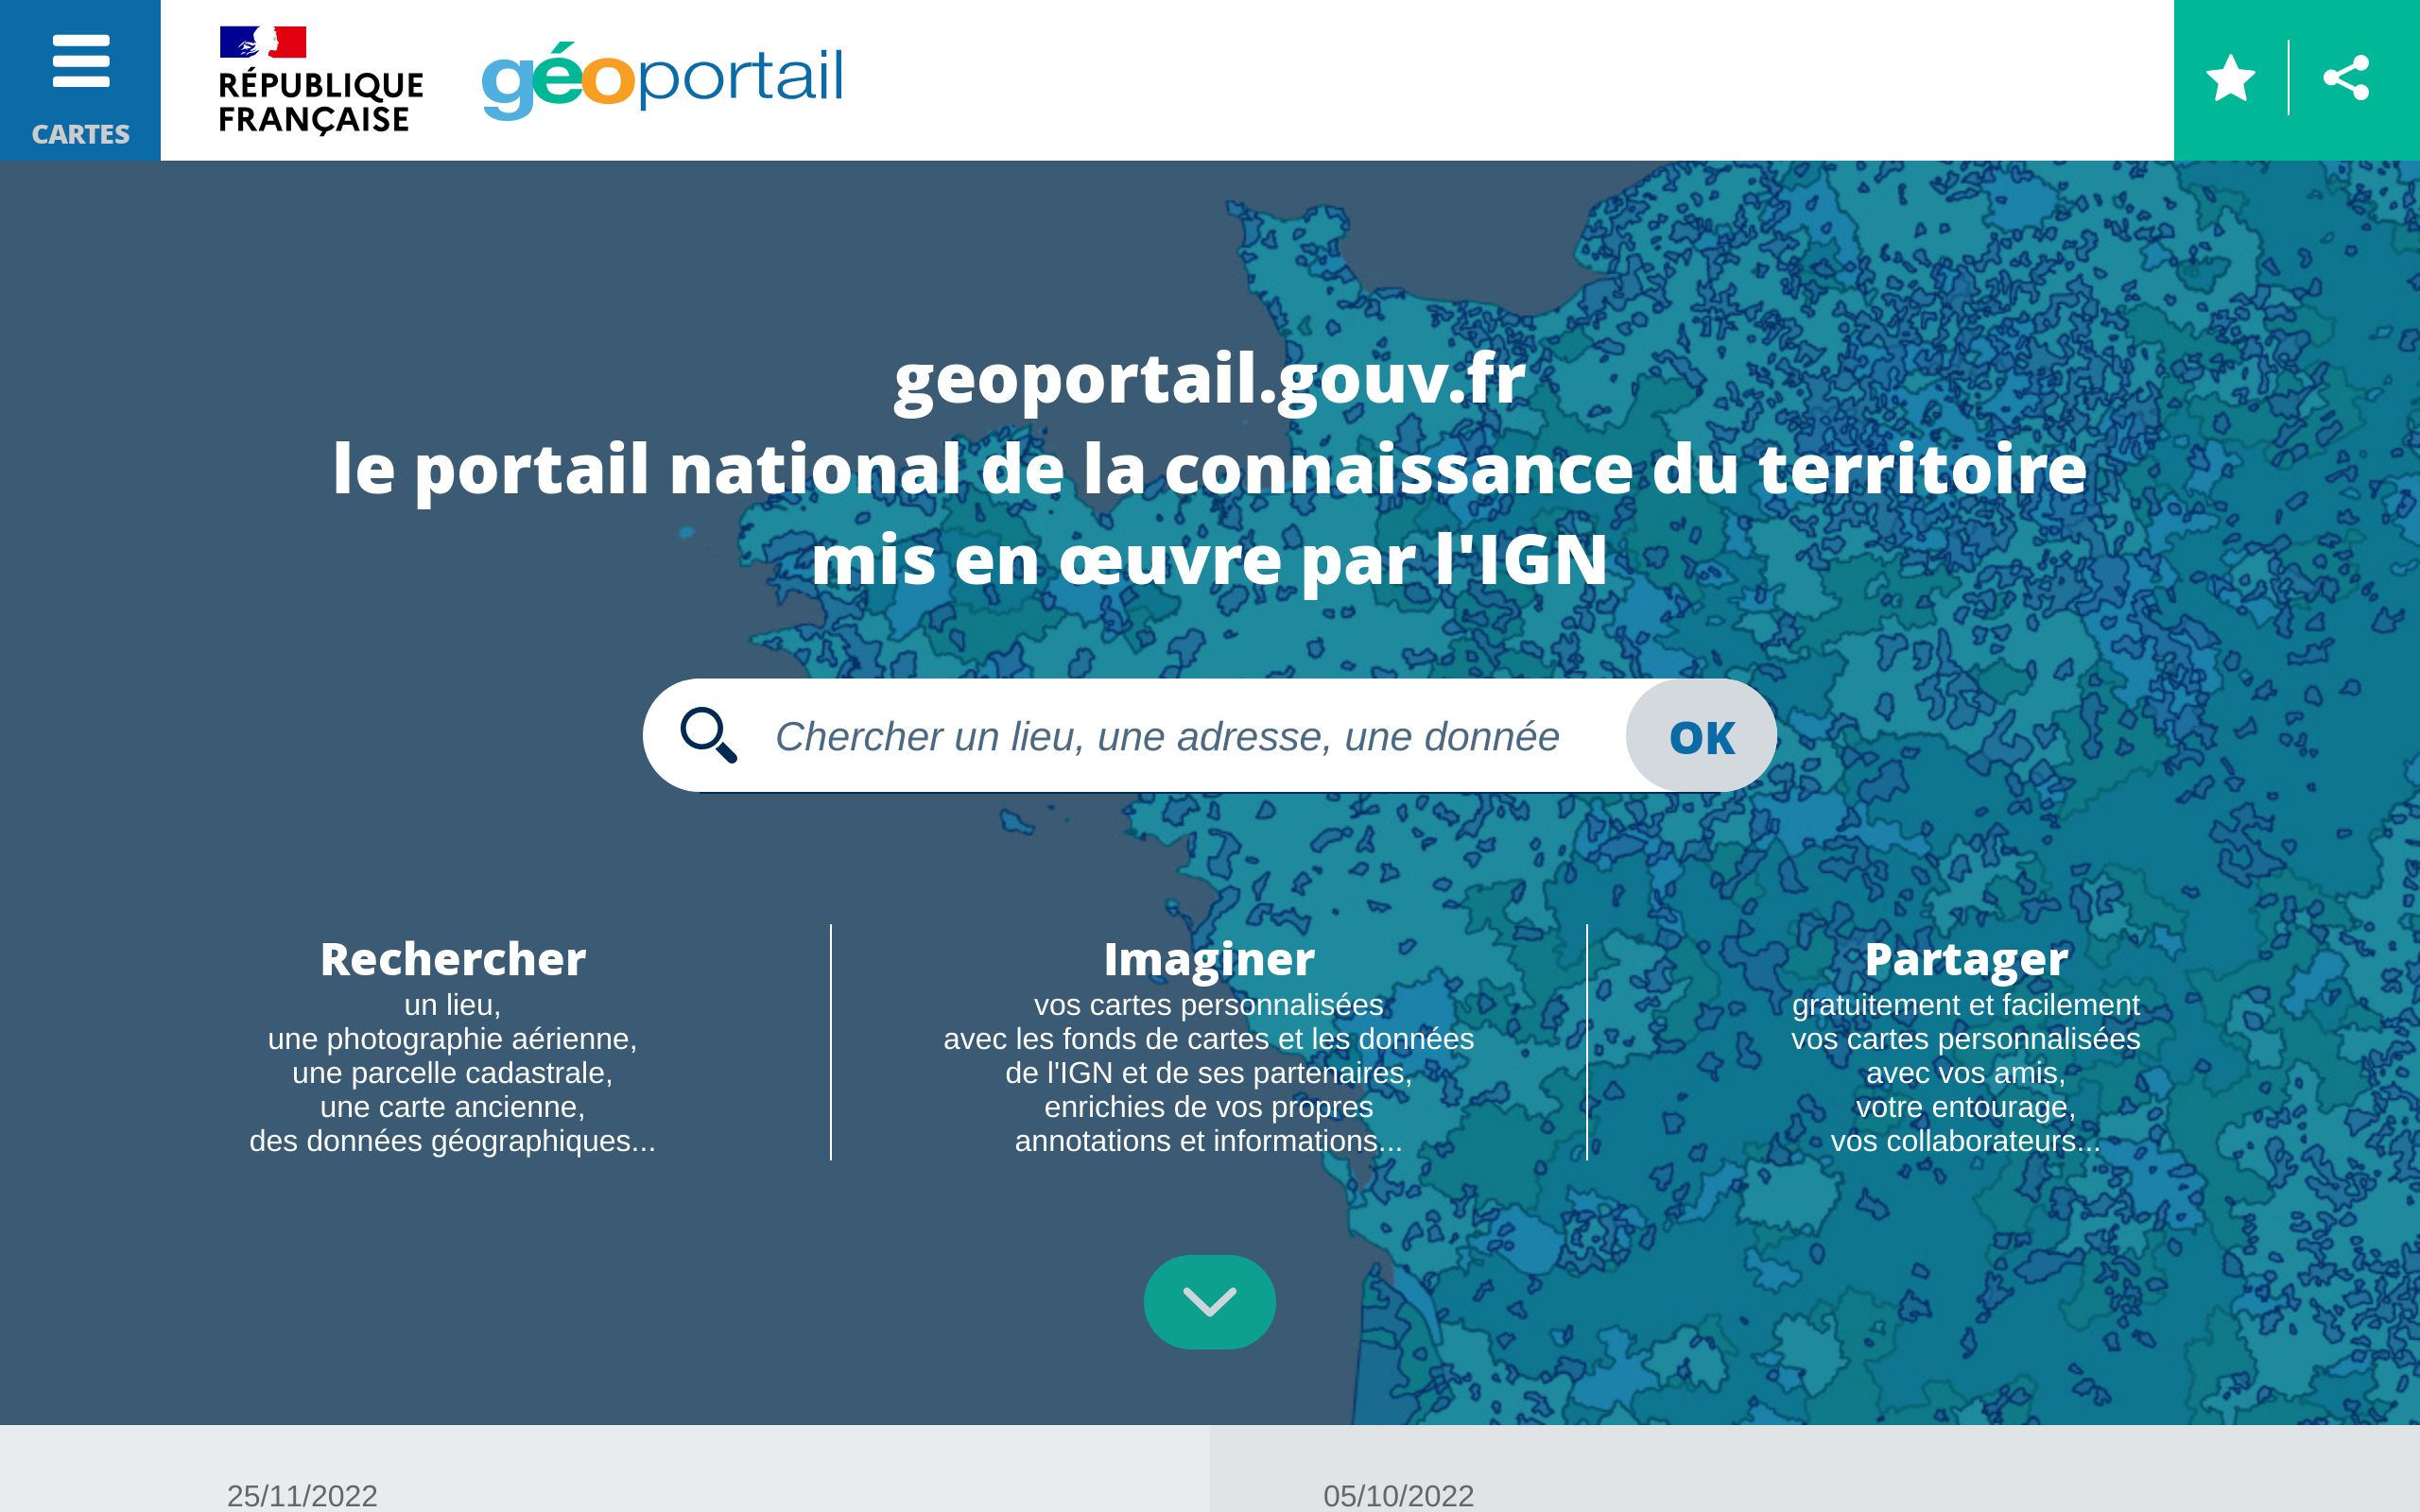 CARTES
RÉPUBLIQUE
FRANÇAISE
géoportail
geoportail.gouv.fr
le portail national de la connaissance du territoire
mis en œuvre par l'IGN
Chercher un lieu, une adresse, une donnée
OK
Rechercher
un lieu,
une photographie aérienne,
une parcelle cadastrale,
une carte ancienne,
des données géographiques...
Imaginer
vos cartes personnalisées
avec les fonds de cartes et les données
de l'IGN et de ses partenaires,
enrichies de vos propres
annotations et informations...
Partager
gratuitement et facilement
vos cartes personnalisées
avec vos amis,
votre entourage,
vos collaborateurs...
25/11/2022
05/10/2022